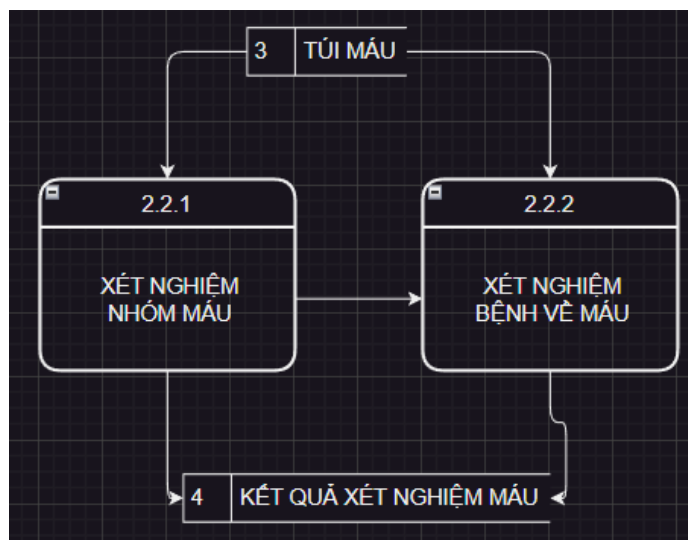 3 TÚI MÁU
2.2.1
2.2.2
XÉT NGHIỆM
NHÓM MÁU
XÉT NGHIỆM
BỆNH VỀ MÁU
4 KẾT QUẢ XÉT NGHIỆM MÁU